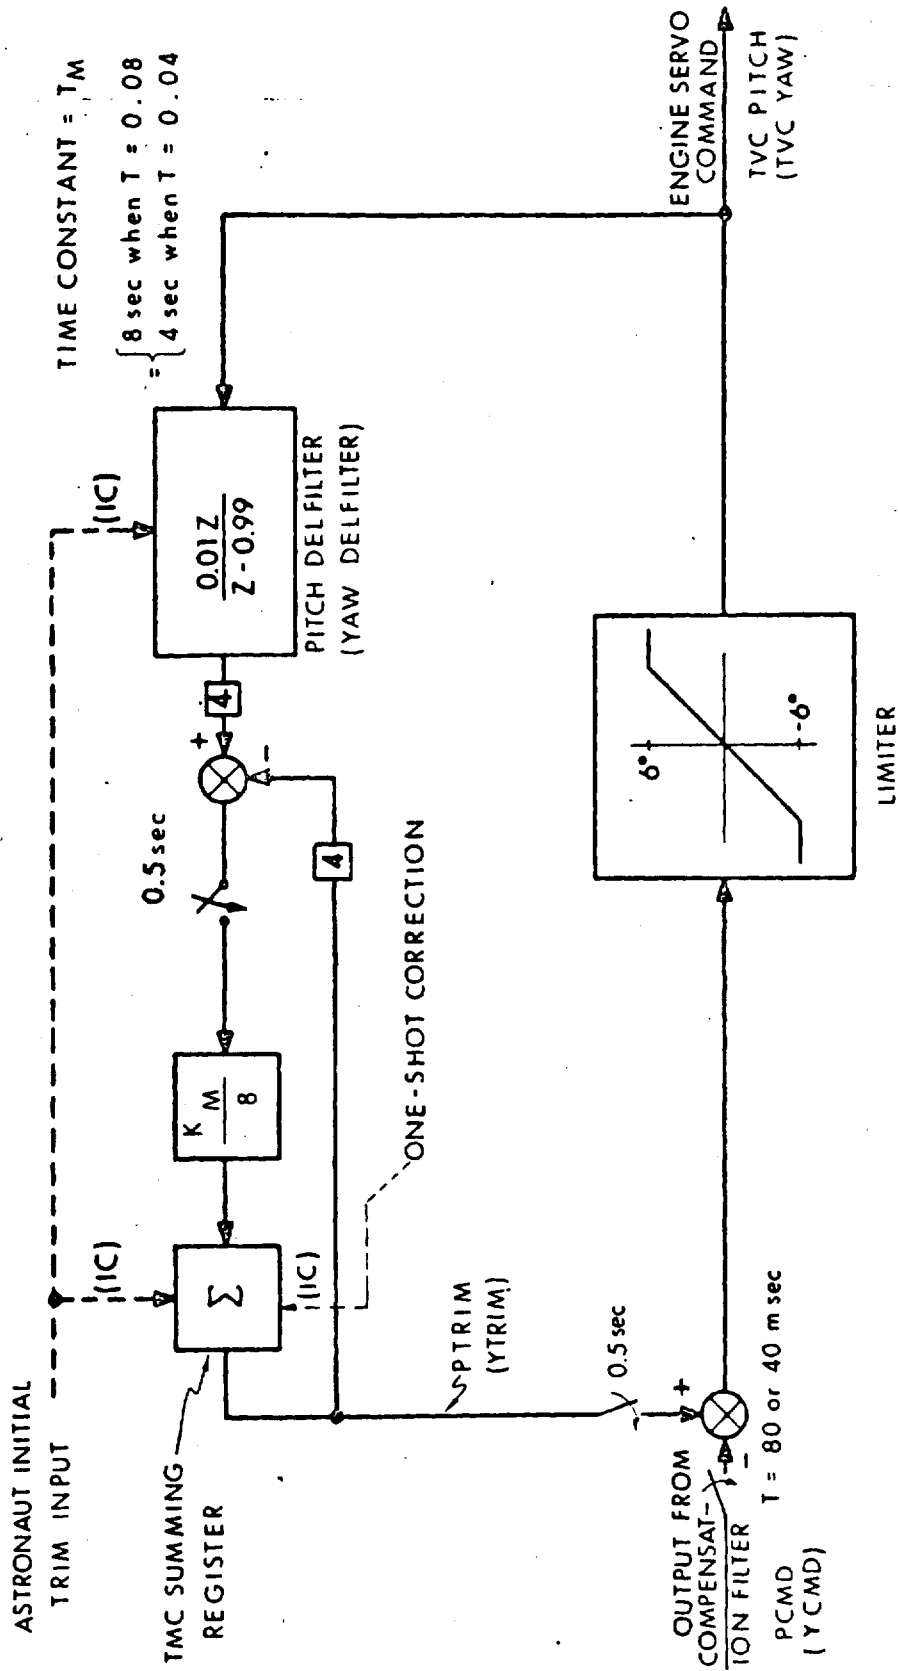 ASTRONAUT INITIAL
TRIM INPUT
(IC)
(IC)
TIME CONSTANT = TM
= { 8 sec when T = 0.08
4 sec when T = 0.04
TMC SUMMING
REGISTER
Σ
(IC)
K M
8
0.5 sec
+
-
4
4
0.01Z
Z - 0.99
PITCH DELFILTER
(YAW DELFILTER)
ONE-SHOT CORRECTION
PTRIM
(YTRIM)
0.5 sec
+
-
OUTPUT FROM
COMPENSAT-
ION FILTER
PCMD
(YCMD)
T = 80 or 40 m sec
6°
-6°
LIMITER
ENGINE SERVO
COMMAND
TVC PITCH
(TVC YAW)